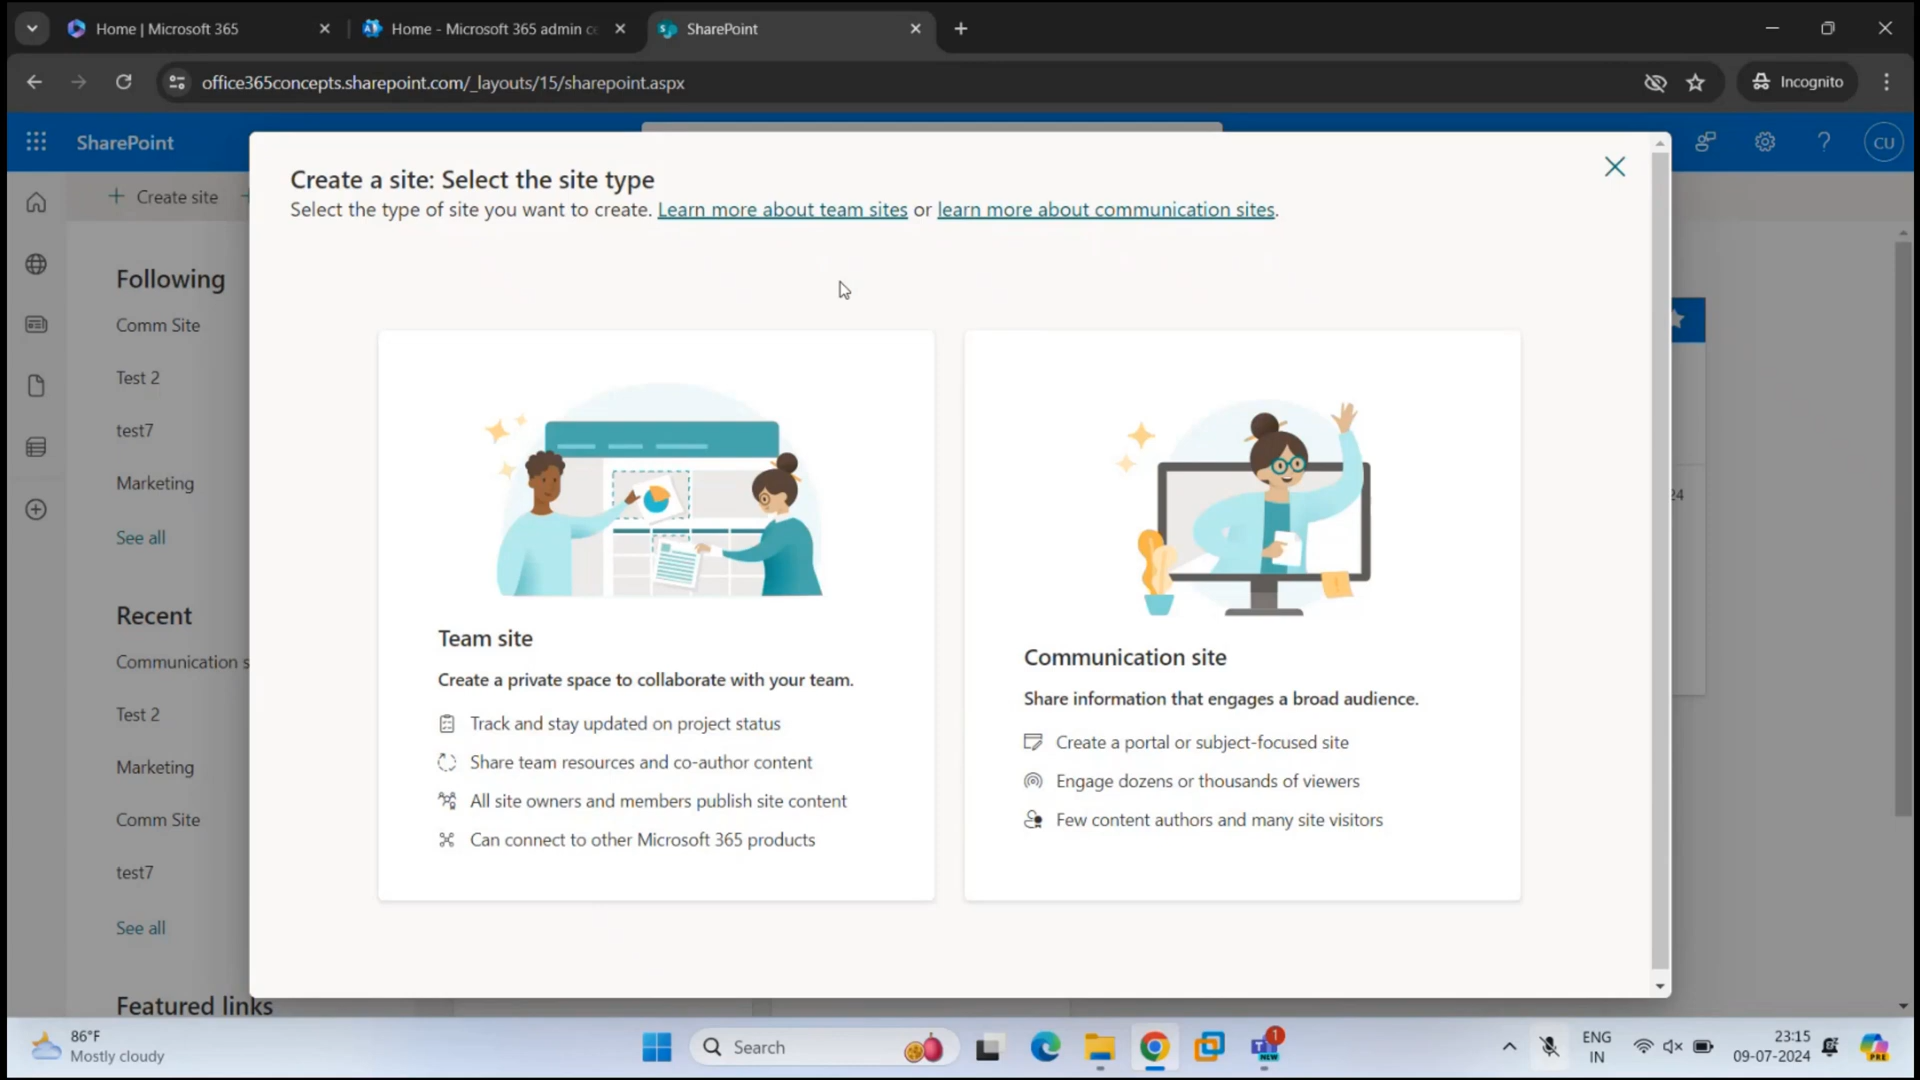 Home | Microsoft 365
Home - Microsoft 365 admin ce
SharePoint
office365concepts.sharepoint.com/_layouts/15/sharepoint.aspx
Incognito
SharePoint
CU
Create site
Create a site: Select the site type
Select the type of site you want to create. Learn more about team sites or learn more about communication sites.
Following
Comm Site
Test 2
test7
Marketing
See all
Recent
Communication s
Test 2
Marketing
Comm Site
test7
See all
Featured links
24
Team site
Create a private space to collaborate with your team.
Track and stay updated on project status
Share team resources and co-author content
All site owners and members publish site content
Can connect to other Microsoft 365 products
Communication site
Share information that engages a broad audience.
Create a portal or subject-focused site
Engage dozens or thousands of viewers
Few content authors and many site visitors
86°F
Mostly cloudy
Search
1
NEW
ENG
IN
23:15
09-07-2024
PRE